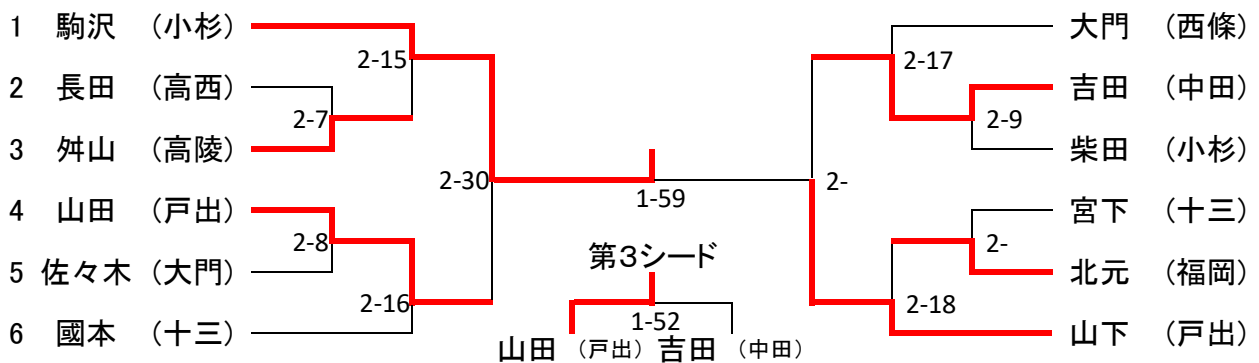 1 駒沢 （小杉）
2-15
2 長田 （高西）
2-7
3 舛山 （高陵）
2-30
4 山田 （戸出）
2-8
5 佐々木 （大門）
2-16
6 國本 （十三）
1-59
第3シード
1-52
山田 （戸出） 吉田 （中田）
大門 （西條）
2-17
吉田 （中田）
2-9
柴田 （小杉）
2-
宮下 （十三）
2-
北元 （福岡）
2-18
山下 （戸出）